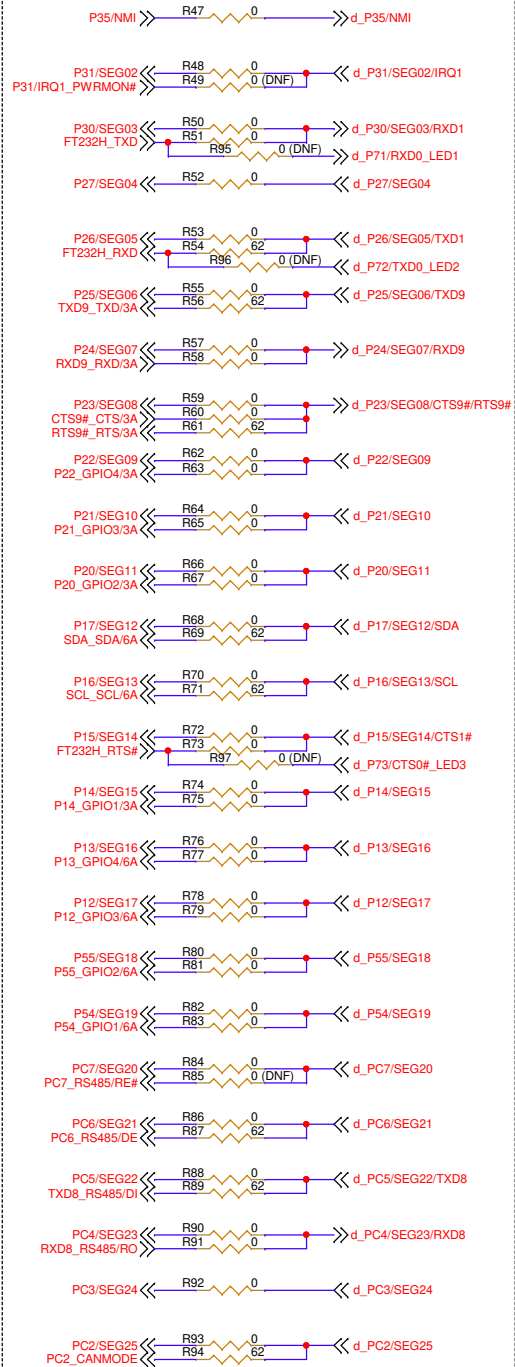 P35/NMI R47 0 d_P35/NMI
P31/SEG02 R48 0 d_P31/SEG02/IRQ1
P31/IRQ1_PWRMON# R49 0 (DNF)
P30/SEG03 R50 0 d_P30/SEG03/RXD1
FT232H_TXD R51 0
R95 0 (DNF) d_P71/RXD0_LED1
P27/SEG04 R52 0 d_P27/SEG04
P26/SEG05 R53 0 d_P26/SEG05/TXD1
FT232H_RXD R54 62
R96 0 (DNF) d_P72/TXD0_LED2
P25/SEG06 R55 0 d_P25/SEG06/TXD9
TXD9_TXD/3A R56 62
P24/SEG07 R57 0 d_P24/SEG07/RXD9
RXD9_RXD/3A R58 0
P23/SEG08 R59 0 d_P23/SEG08/CTS9#/RTS9#
CTS9#_CTS/3A R60 0
RTS9#_RTS/3A R61 62
P22/SEG09 R62 0 d_P22/SEG09
P22_GPIO4/3A R63 0
P21/SEG10 R64 0 d_P21/SEG10
P21_GPIO3/3A R65 0
P20/SEG11 R66 0 d_P20/SEG11
P20_GPIO2/3A R67 0
P17/SEG12 R68 0 d_P17/SEG12/SDA
SDA_SDA/6A R69 62
P16/SEG13 R70 0 d_P16/SEG13/SCL
SCL_SCL/6A R71 62
P15/SEG14 R72 0 d_P15/SEG14/CTS1#
FT232H_RTS# R73 0
R97 0 (DNF) d_P73/CTS0#_LED3
P14/SEG15 R74 0 d_P14/SEG15
P14_GPIO1/3A R75 0
P13/SEG16 R76 0 d_P13/SEG16
P13_GPIO4/6A R77 0
P12/SEG17 R78 0 d_P12/SEG17
P12_GPIO3/6A R79 0
P55/SEG18 R80 0 d_P55/SEG18
P55_GPIO2/6A R81 0
P54/SEG19 R82 0 d_P54/SEG19
P54_GPIO1/6A R83 0
PC7/SEG20 R84 0 d_PC7/SEG20
PC7_RS485/RE# R85 0 (DNF)
PC6/SEG21 R86 0 d_PC6/SEG21
PC6_RS485/DE R87 62
PC5/SEG22 R88 0 d_PC5/SEG22/TXD8
TXD8_RS485/DI R89 62
PC4/SEG23 R90 0 d_PC4/SEG23/RXD8
RXD8_RS485/RO R91 0
PC3/SEG24 R92 0 d_PC3/SEG24
PC2/SEG25 R93 0 d_PC2/SEG25
PC2_CANMODE R94 62